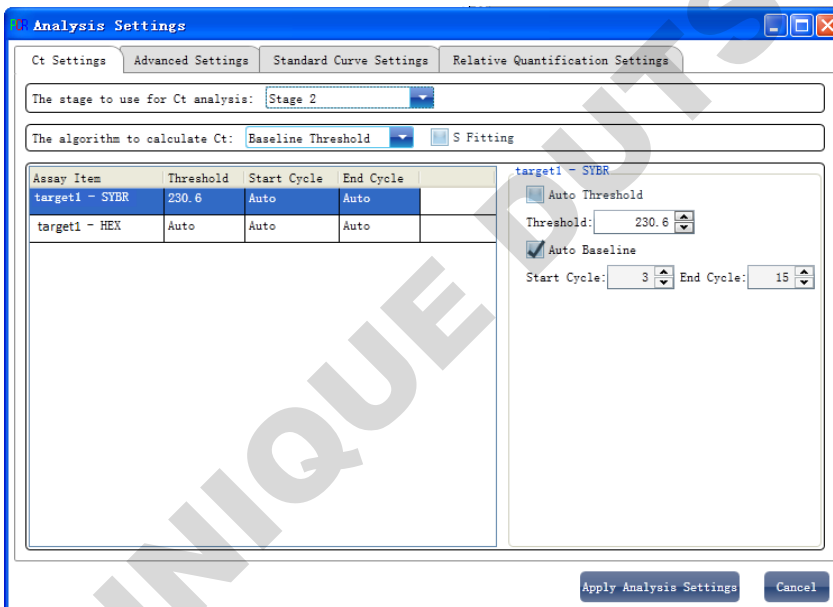 PCR Analysis Settings
Ct Settings Advanced Settings Standard Curve Settings Relative Quantification Settings
The stage to use for Ct analysis: Stage 2
The algorithm to calculate Ct: Baseline Threshold S Fitting
Assay Item Threshold Start Cycle End Cycle
target1 - SYBR 230.6 Auto Auto
target1 - HEX Auto Auto Auto
target1 - SYBR
Auto Threshold
Threshold: 230.6
Auto Baseline
Start Cycle: 3 End Cycle: 15
Apply Analysis Settings Cancel
NIQUE DUTS